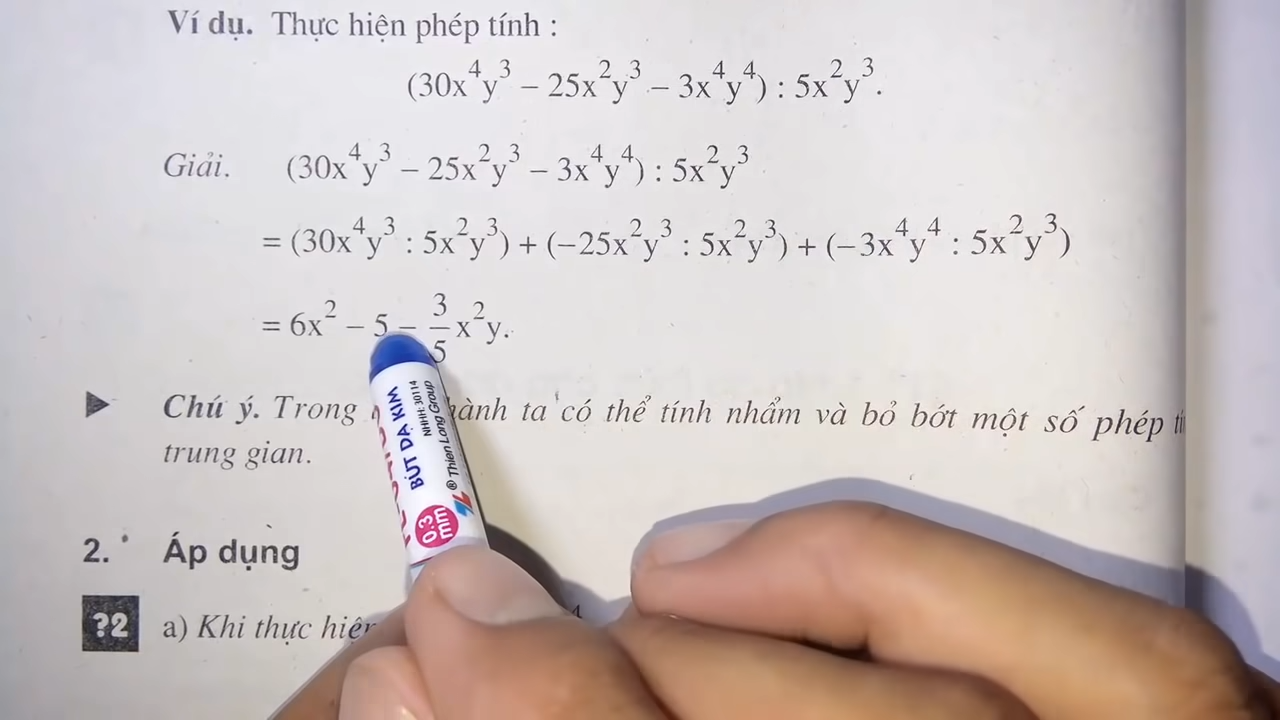 Ví dụ. Thực hiện phép tính :
(30x⁴y³ – 25x²y³ – 3x⁴y⁴) : 5x²y³.
Giải. (30x⁴y³ – 25x²y³ – 3x⁴y⁴) : 5x²y³
= (30x⁴y³ : 5x²y³) + (–25x²y³ : 5x²y³) + (–3x⁴y⁴ : 5x²y³)
= 6x² – 5 – 3/5 x²y.
Chú ý. Trong hành ta có thể tính nhẩm và bỏ bớt một số phép
trung gian.
2. Áp dụng
?2 a) Khi thực hiện
BÚT DẠ KIM
NHHH: 30114
® Thien Long Group
0.3
mm